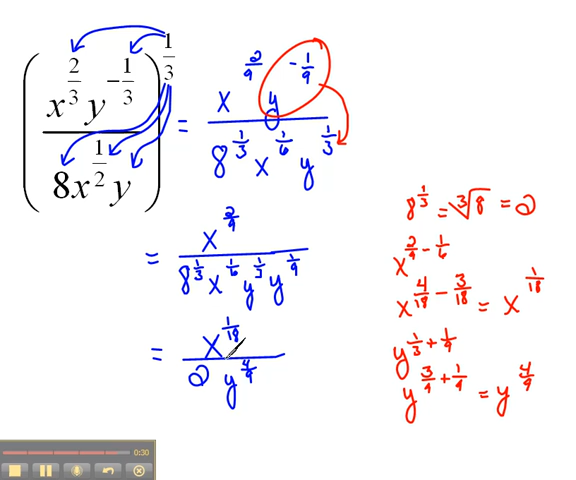 (x^{2/3} y^{-1/3} / 8x^{1/2} y)^{1/3} = x^{2/9} y^{-1/9} / 8^{1/3} x^{1/6} y^{1/3}
= x^{2/9} / 8^{1/3} x^{1/6} y^{1/3} y^{1/9}
= x^{1/18} / 2 y^{4/9}
8^{1/3} = ∛8 = 2
x^{2/9 - 1/6}
x^{4/18 - 3/18} = x^{1/18}
y^{1/3 + 1/9}
y^{3/9 + 1/9} = y^{4/9}
0:30